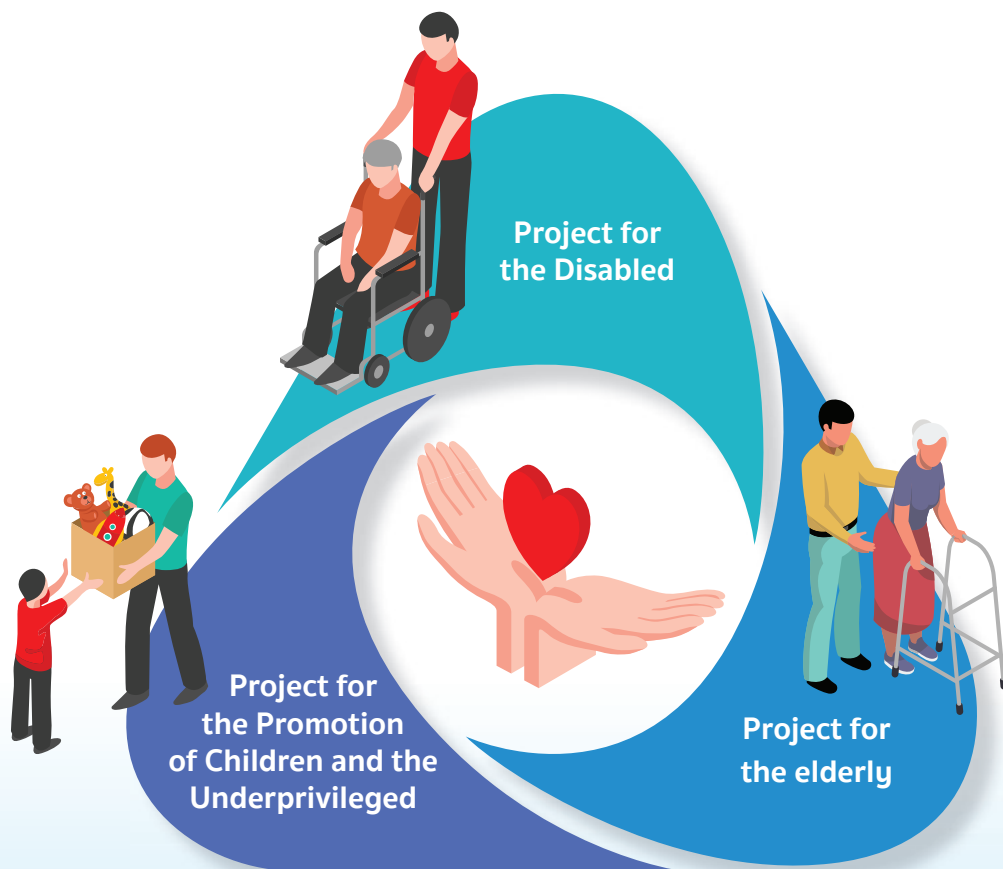 Project for
the Disabled
Project for
the Promotion
of Children and the
Underprivileged
Project for
the elderly